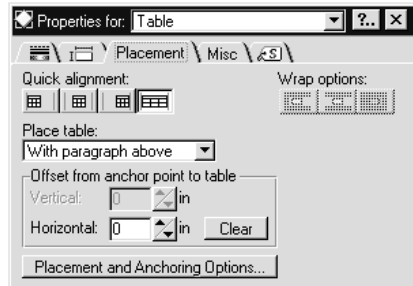 Properties for: Table ?.. X
Placement Misc S
Quick alignment: Wrap options:
Place table:
With paragraph above
Offset from anchor point to table
Vertical: 0 in
Horizontal: 0 in Clear
Placement and Anchoring Options...